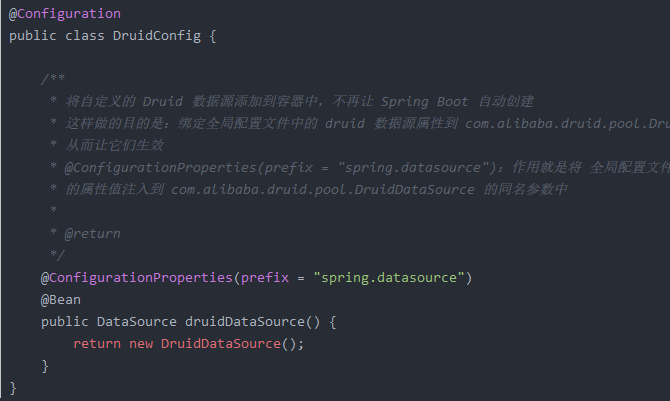 @Configuration
public class DruidConfig {
/**
* 将自定义的 Druid 数据源添加到容器中，不再让 Spring Boot 自动创建
* 这样做的目的是：绑定全局配置文件中的 druid 数据源属性到 com.alibaba.druid.pool.Dru
* 从而让它们生效
* @ConfigurationProperties(prefix = "spring.datasource")：作用就是将 全局配置文件
* 的属性值注入到 com.alibaba.druid.pool.DruidDataSource 的同名参数中
*
* @return
*/
@ConfigurationProperties(prefix = "spring.datasource")
@Bean
public DataSource druidDataSource() {
return new DruidDataSource();
}
}